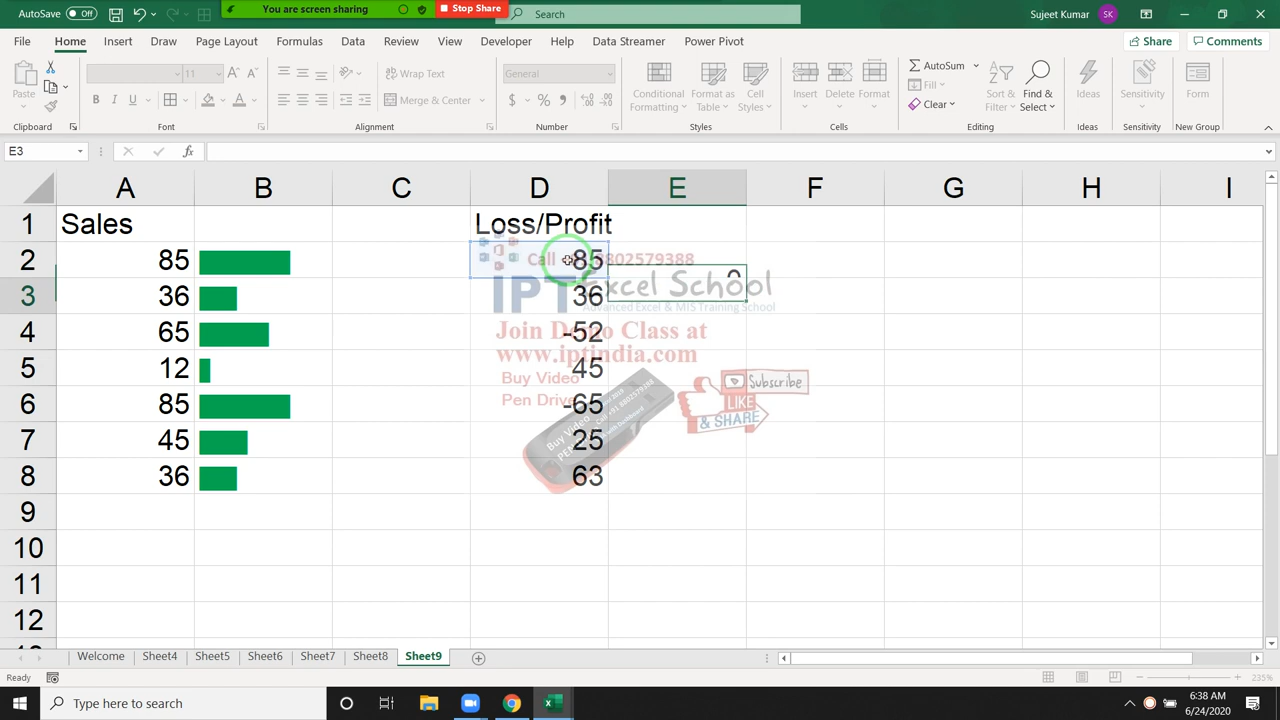 AutoSave Off
You are screen sharing
Stop Share
Search
Sujeet Kumar SK
File Home Insert Draw Page Layout Formulas Data Review View Developer Help Data Streamer Power Pivot Share Comments
Paste
11
Wrap Text
Merge & Center
General
Conditional Formatting
Format as Table
Cell Styles
Insert
Delete
Format
AutoSum
Fill
Clear
Sort & Filter
Find & Select
Ideas
Sensitivity
Form
Clipboard Font Alignment Number Styles Cells Editing Ideas Sensitivity New Group
E3
fx
A B C D E F G H I
1 Sales Loss/Profit
2 85 85
3 36 36
4 65 -52
5 12 45
6 85 -65
7 45 25
8 36 63
9
10
11
12
IPT Excel School
Advanced Excel & MIS Training School
Join Demo Class at
www.iptindia.com
Buy Video
Pen Drive
Subscribe
LIKE
& SHARE
Welcome Sheet4 Sheet5 Sheet6 Sheet7 Sheet8 Sheet9
Ready
235%
Type here to search
6:38 AM
6/24/2020